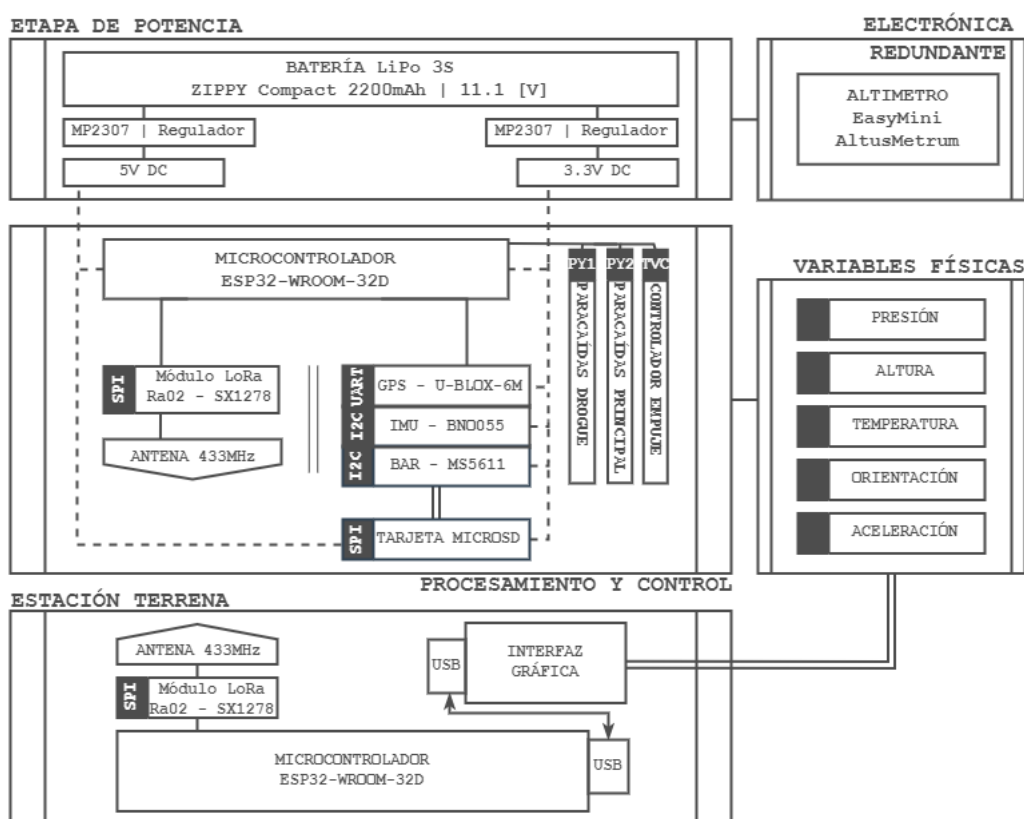 ETAPA DE POTENCIA
BATERÍA LiPo 3S
ZIPPY Compact 2200mAh | 11.1 [V]
MP2307 | Regulador
MP2307 | Regulador
5V DC
3.3V DC
ELECTRÓNICA
REDUNDANTE
ALTIMETRO
EasyMini
AltusMetrum
MICROCONTROLADOR
ESP32-WROOM-32D
PY1
PARACAÍDAS DROGUE
PY2
PARACAÍDAS PRINCIPAL
TVC
CONTROLADOR EMPUJE
SPI
Módulo LoRa
Ra02 - SX1278
ANTENA 433MHz
UART
GPS - U-BLOX-6M
I2C
IMU - BNO055
I2C
BAR - MS5611
SPI
TARJETA MICROSD
PROCESAMIENTO Y CONTROL
VARIABLES FÍSICAS
PRESIÓN
ALTURA
TEMPERATURA
ORIENTACIÓN
ACELERACIÓN
ESTACIÓN TERRENA
ANTENA 433MHz
SPI
Módulo LoRa
Ra02 - SX1278
MICROCONTROLADOR
ESP32-WROOM-32D
USB
INTERFAZ
GRÁFICA
USB